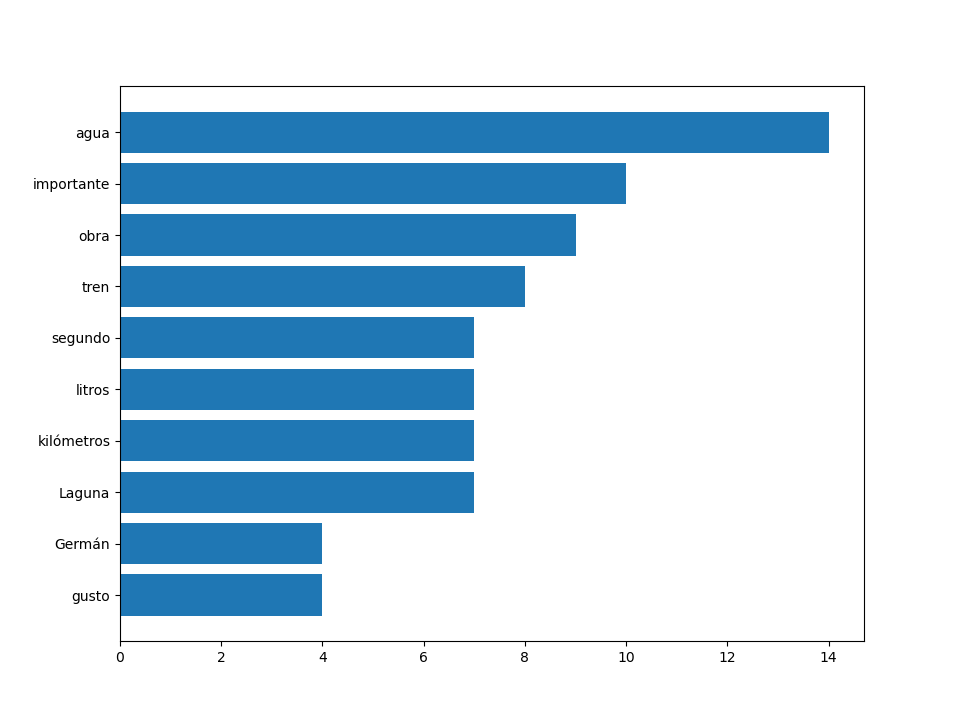 agua
importante
obra
tren
segundo
litros
kilómetros
Laguna
Germán
gusto
0 2 4 6 8 10 12 14